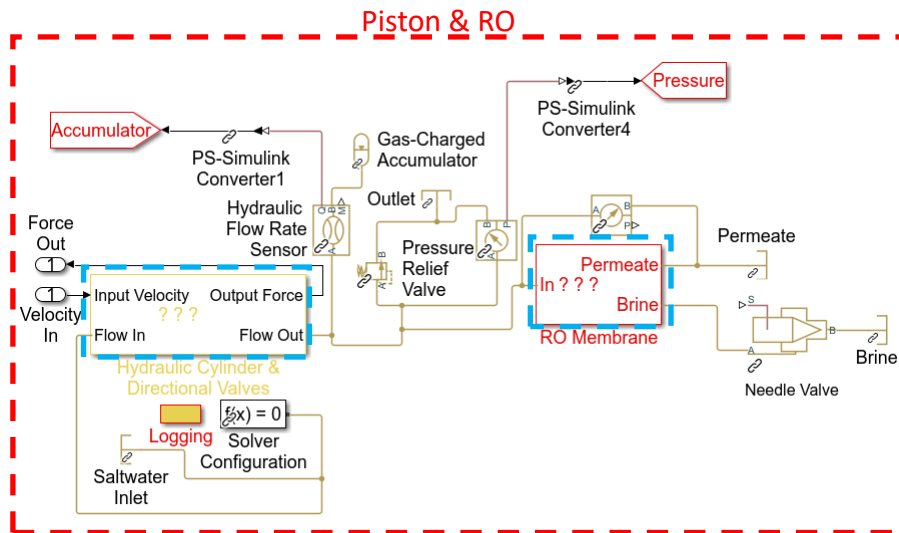 Piston & RO
Pressure
PS-Simulink
Converter4
Accumulator
PS-Simulink
Converter1
Gas-Charged
Accumulator
Outlet
Q
B
M
A
Hydraulic
Flow Rate
Sensor
B
A
Pressure
Relief
Valve
B
P
A
A
B
P
Permeate
Force
Out
1
1
Velocity
In
Input Velocity
Output Force
? ? ?
Flow In
Flow Out
Hydraulic Cylinder &
Directional Valves
Permeate
In ? ? ?
Brine
RO Membrane
S
B
A
Brine
Needle Valve
Logging
f(x) = 0
Solver
Configuration
Saltwater
Inlet